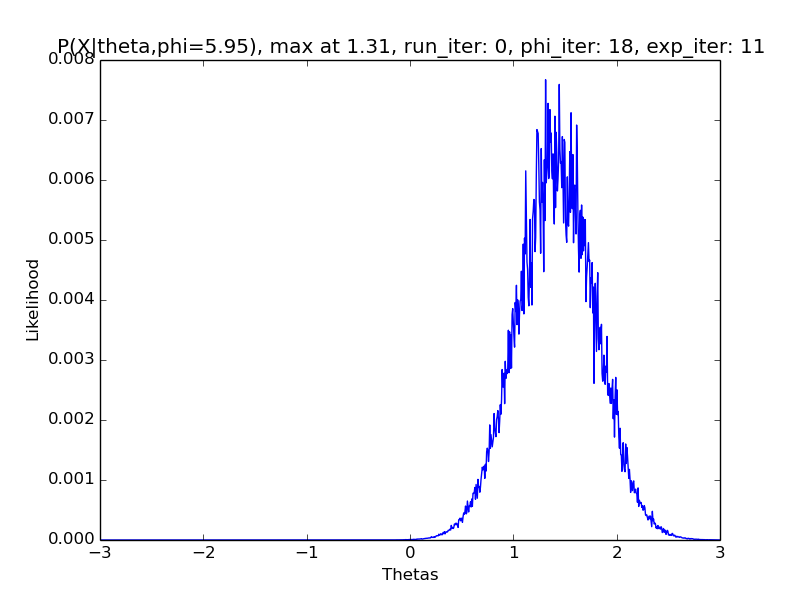 P(X|theta,phi=5.95), max at 1.31, run_iter: 0, phi_iter: 18, exp_iter: 11
0.008
0.007
0.006
0.005
0.004
0.003
0.002
0.001
0.000
Likelihood
−3 −2 −1 0 1 2 3
Thetas